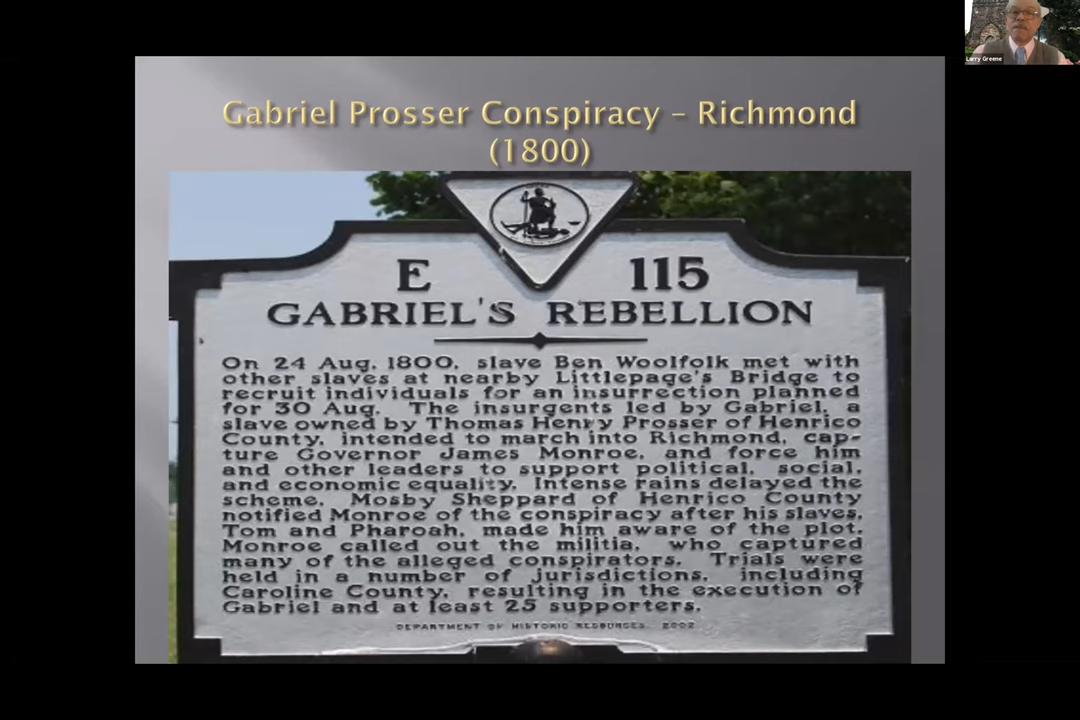 Larry Greene
Gabriel Prosser Conspiracy – Richmond
(1800)
E 115
GABRIEL'S REBELLION
On 24 Aug. 1800, slave Ben Woolfolk met with
other slaves at nearby Littlepage's Bridge to
recruit individuals for an insurrection planned
for 30 Aug. The insurgents led by Gabriel, a
slave owned by Thomas Henry Prosser of Henrico
County, intended to march into Richmond, cap-
ture Governor James Monroe, and force him
and other leaders to support political, social,
and economic equality. Intense rains delayed the
scheme. Mosby Sheppard of Henrico County
notified Monroe of the conspiracy after his slaves,
Tom and Pharoah, made him aware of the plot.
Monroe called out the militia, who captured
many of the alleged conspirators. Trials were
held in a number of jurisdictions, including
Caroline County, resulting in the execution of
Gabriel and at least 25 supporters.
DEPARTMENT OF HISTORIC RESOURCES, 2002